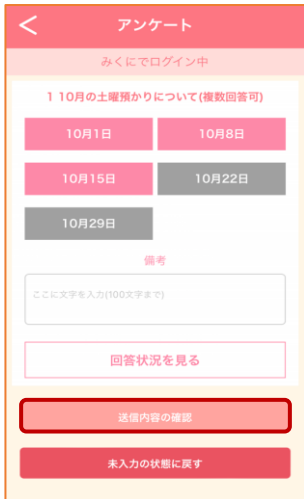 アンケート
みくにでログイン中
1 10月の土曜預かりについて(複数回答可)
10月1日
10月8日
10月15日
10月22日
10月29日
備考
ここに文字を入力(100文字まで)
回答状況を見る
送信内容の確認
未入力の状態に戻す